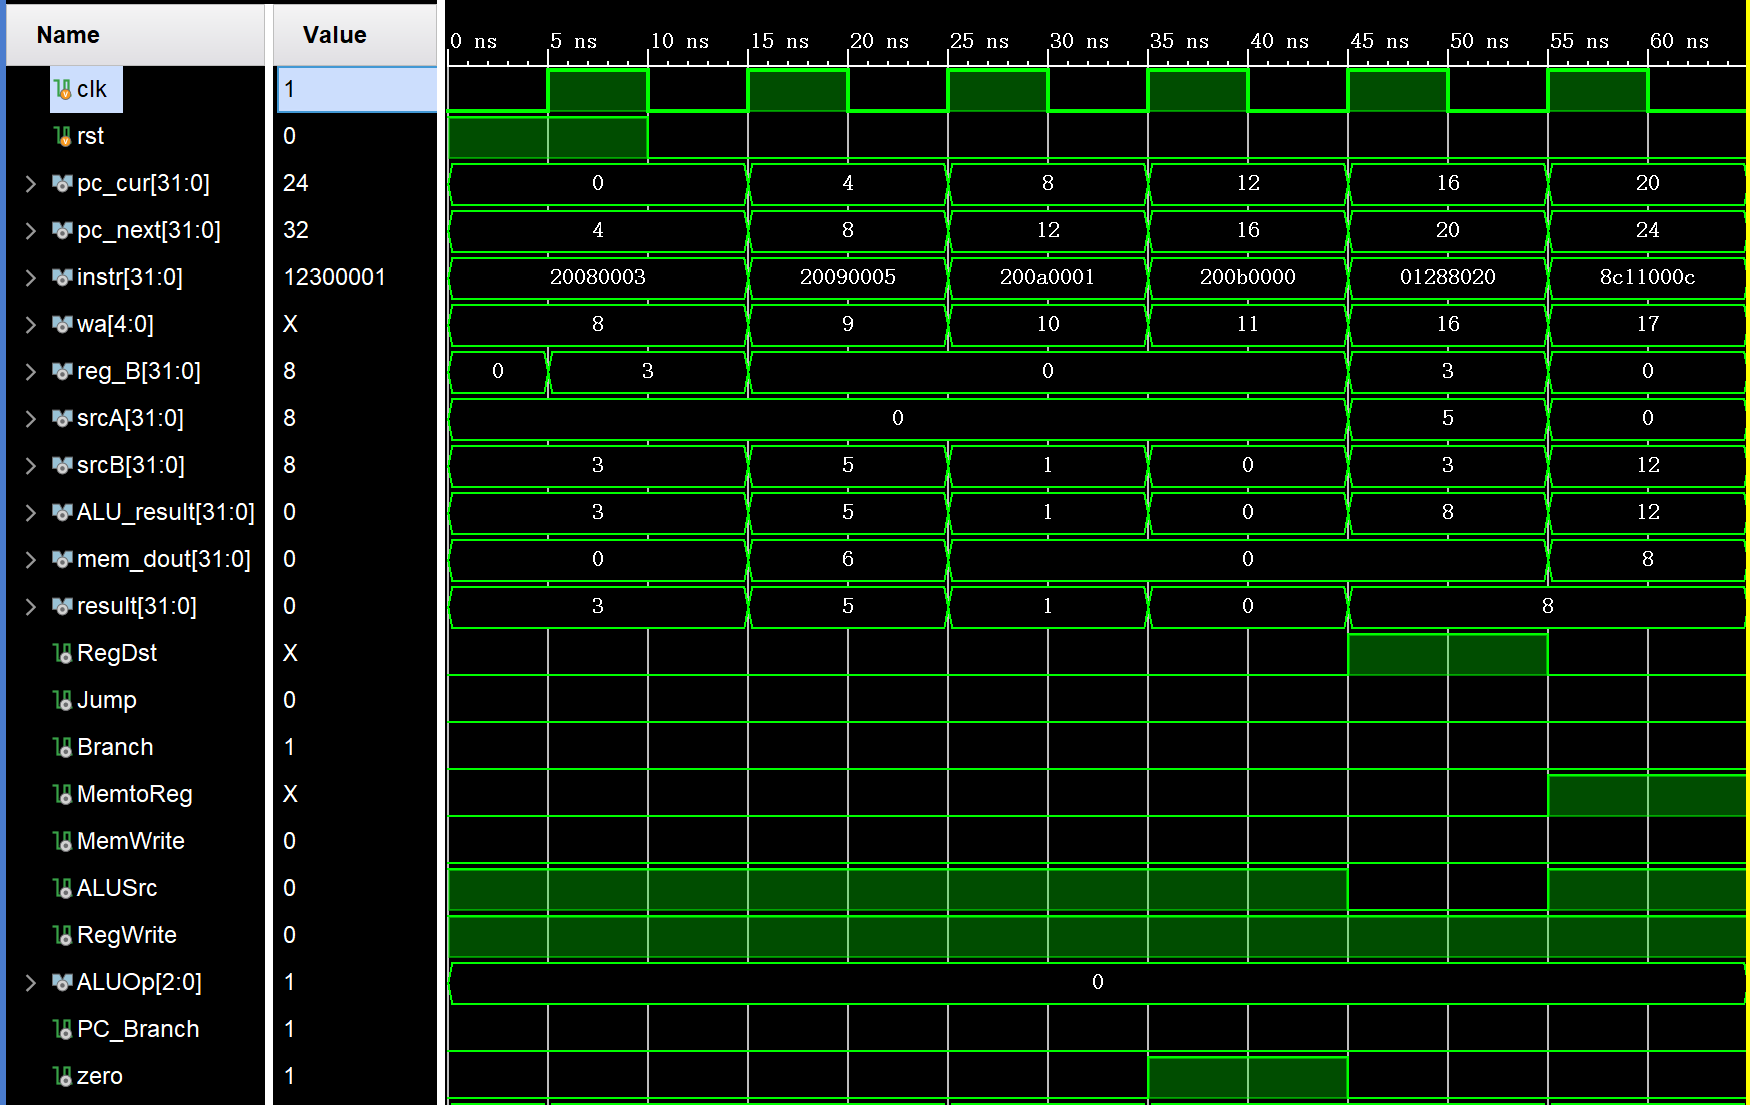 Name Value
0 ns 5 ns 10 ns 15 ns 20 ns 25 ns 30 ns 35 ns 40 ns 45 ns 50 ns 55 ns 60 ns
clk 1
rst 0
pc_cur[31:0] 24 0 4 8 12 16 20
pc_next[31:0] 32 4 8 12 16 20 24
instr[31:0] 12300001 20080003 20090005 200a0001 200b0000 01288020 8c11000c
wa[4:0] X 8 9 10 11 16 17
reg_B[31:0] 8 0 3 0 3 0
srcA[31:0] 8 0 5 0
srcB[31:0] 8 3 5 1 0 3 12
ALU_result[31:0] 0 3 5 1 0 8 12
mem_dout[31:0] 0 0 6 0 8
result[31:0] 0 3 5 1 0 8
RegDst X
Jump 0
Branch 1
MemtoReg X
MemWrite 0
ALUSrc 0
RegWrite 0
ALUOp[2:0] 1 0
PC_Branch 1
zero 1